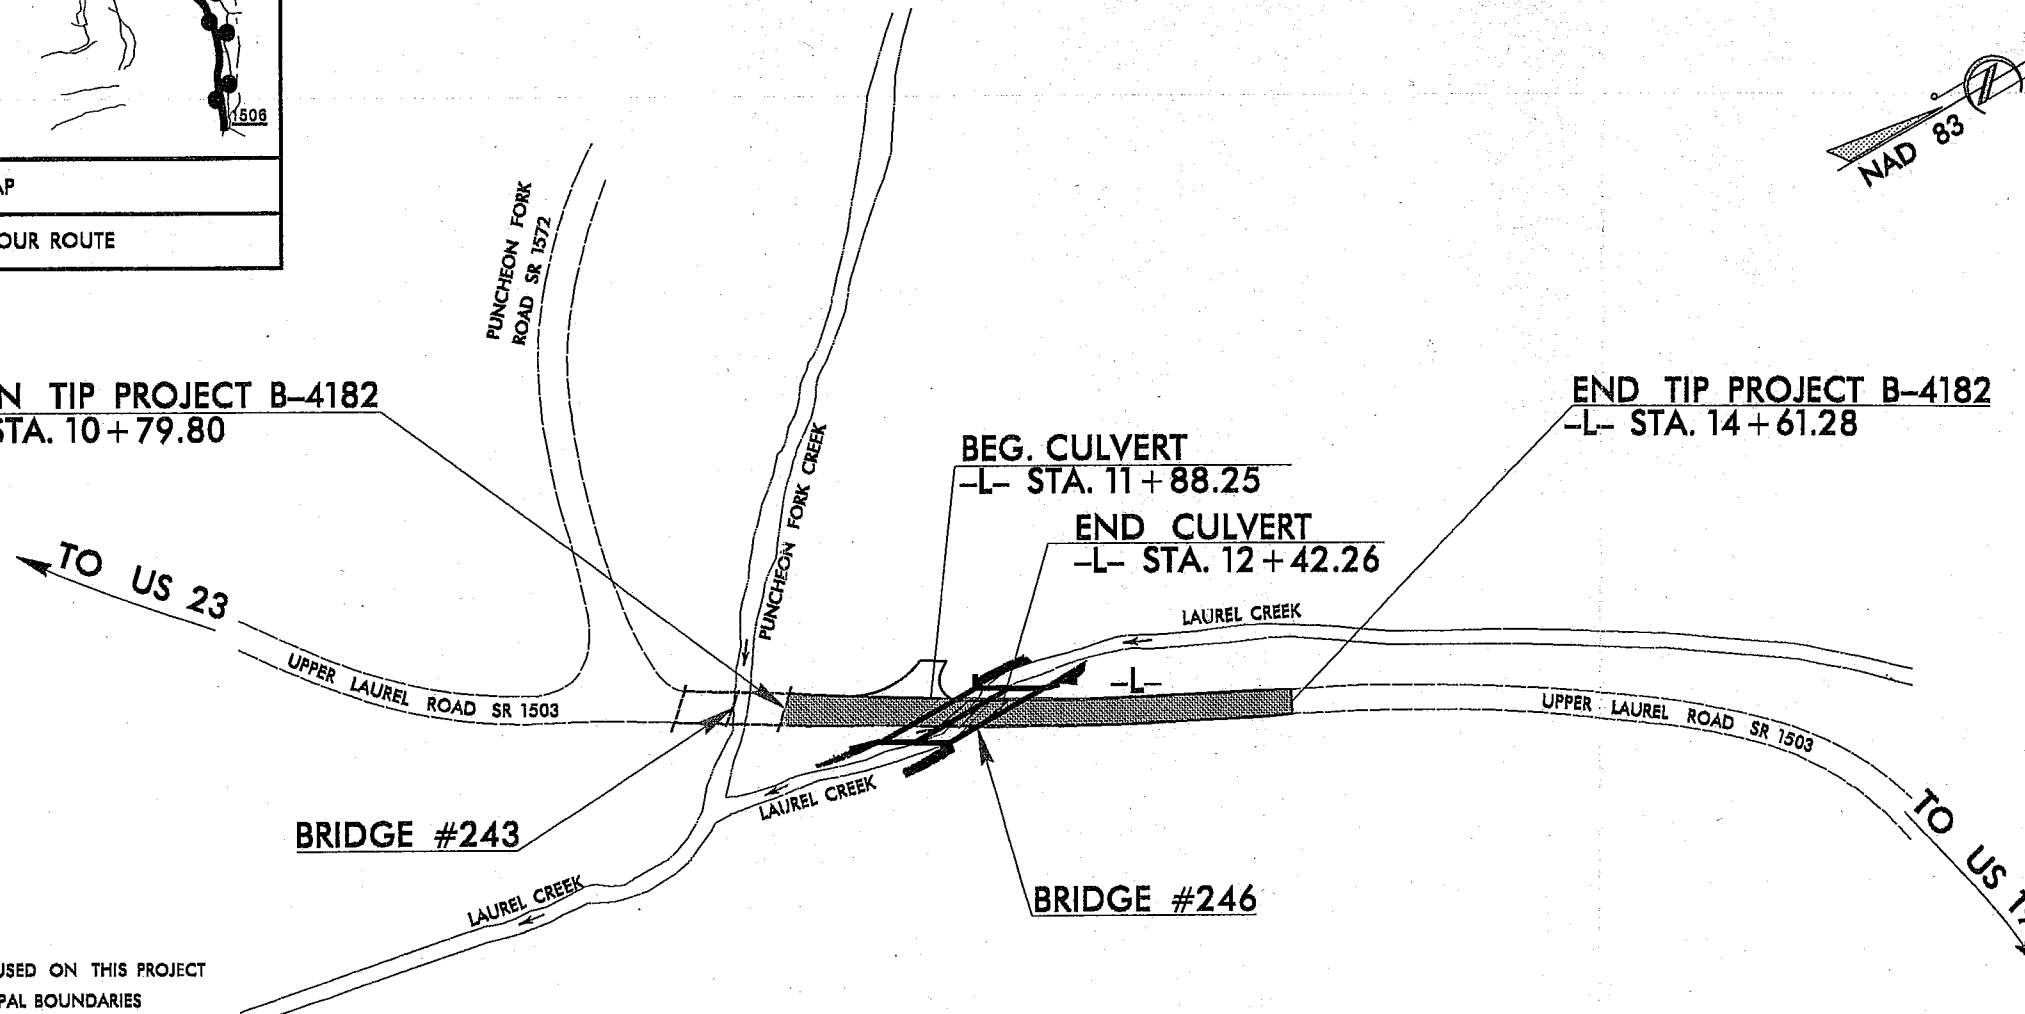 1506
AP
OUR ROUTE
NAD 83
PUNCHEON FORK
ROAD SR 1572
N TIP PROJECT B-4182
STA. 10+79.80
PUNCHEON FORK CREEK
BEG. CULVERT
-L- STA. 11+88.25
END CULVERT
-L- STA. 12+42.26
END TIP PROJECT B-4182
-L- STA. 14+61.28
TO US 23
LAUREL CREEK
-L-
UPPER LAUREL ROAD SR 1503
UPPER LAUREL ROAD SR 1503
LAUREL CREEK
BRIDGE #243
BRIDGE #246
LAUREL CREEK
TO US 1
USED ON THIS PROJECT
PAL BOUNDARIES